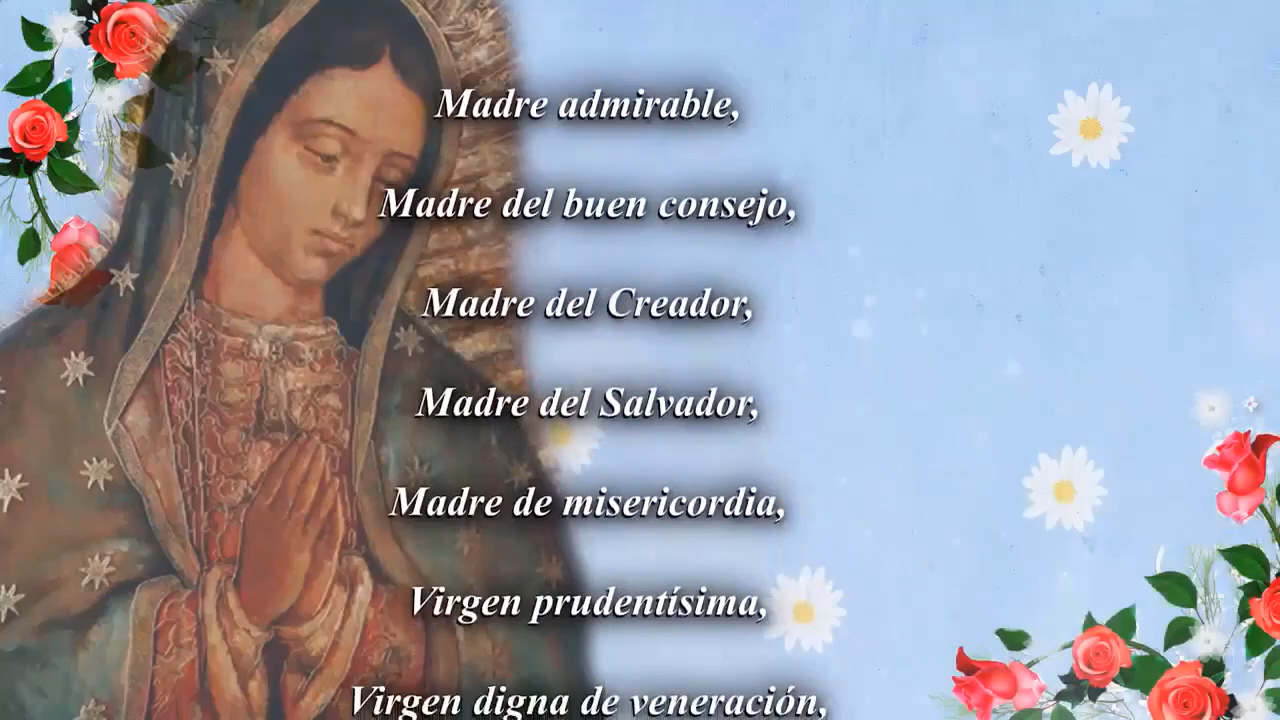 Madre admirable,
Madre del buen consejo,
Madre del Creador,
Madre del Salvador,
Madre de misericordia,
Virgen prudentísima,
Virgen digna de veneración,